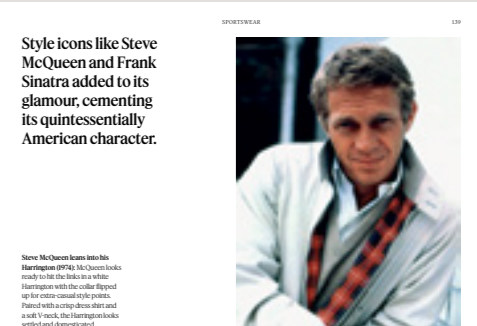 SPORTSWEAR
139
Style icons like Steve
McQueen and Frank
Sinatra added to its
glamour, cementing
its quintessentially
American character.
Steve McQueen leans into his
Harrington (1974): McQueen looks
ready to hit the links in a white
Harrington with the collar flipped
up for extra-casual style points.
Paired with a crisp dress shirt and
a soft V-neck, the Harrington looks
settled and domesticated